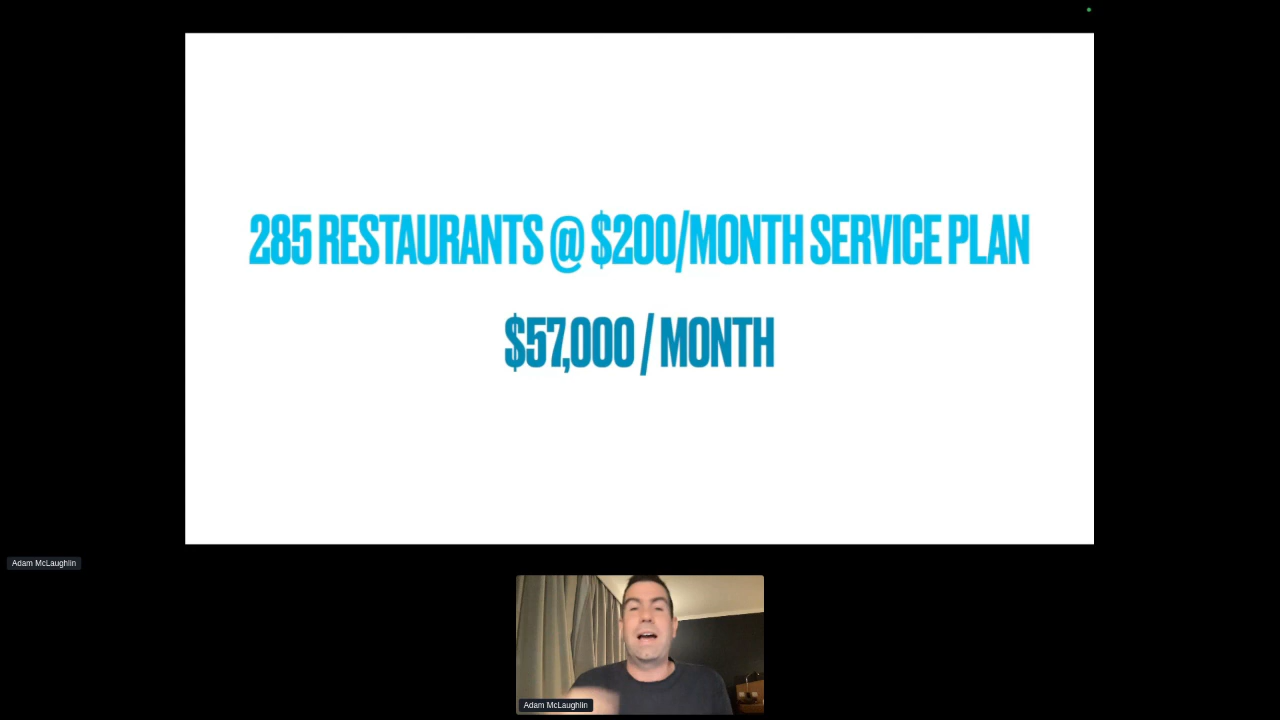 285 RESTAURANTS @ $200/MONTH SERVICE PLAN
$57,000 / MONTH
Adam McLaughlin
Adam McLaughlin